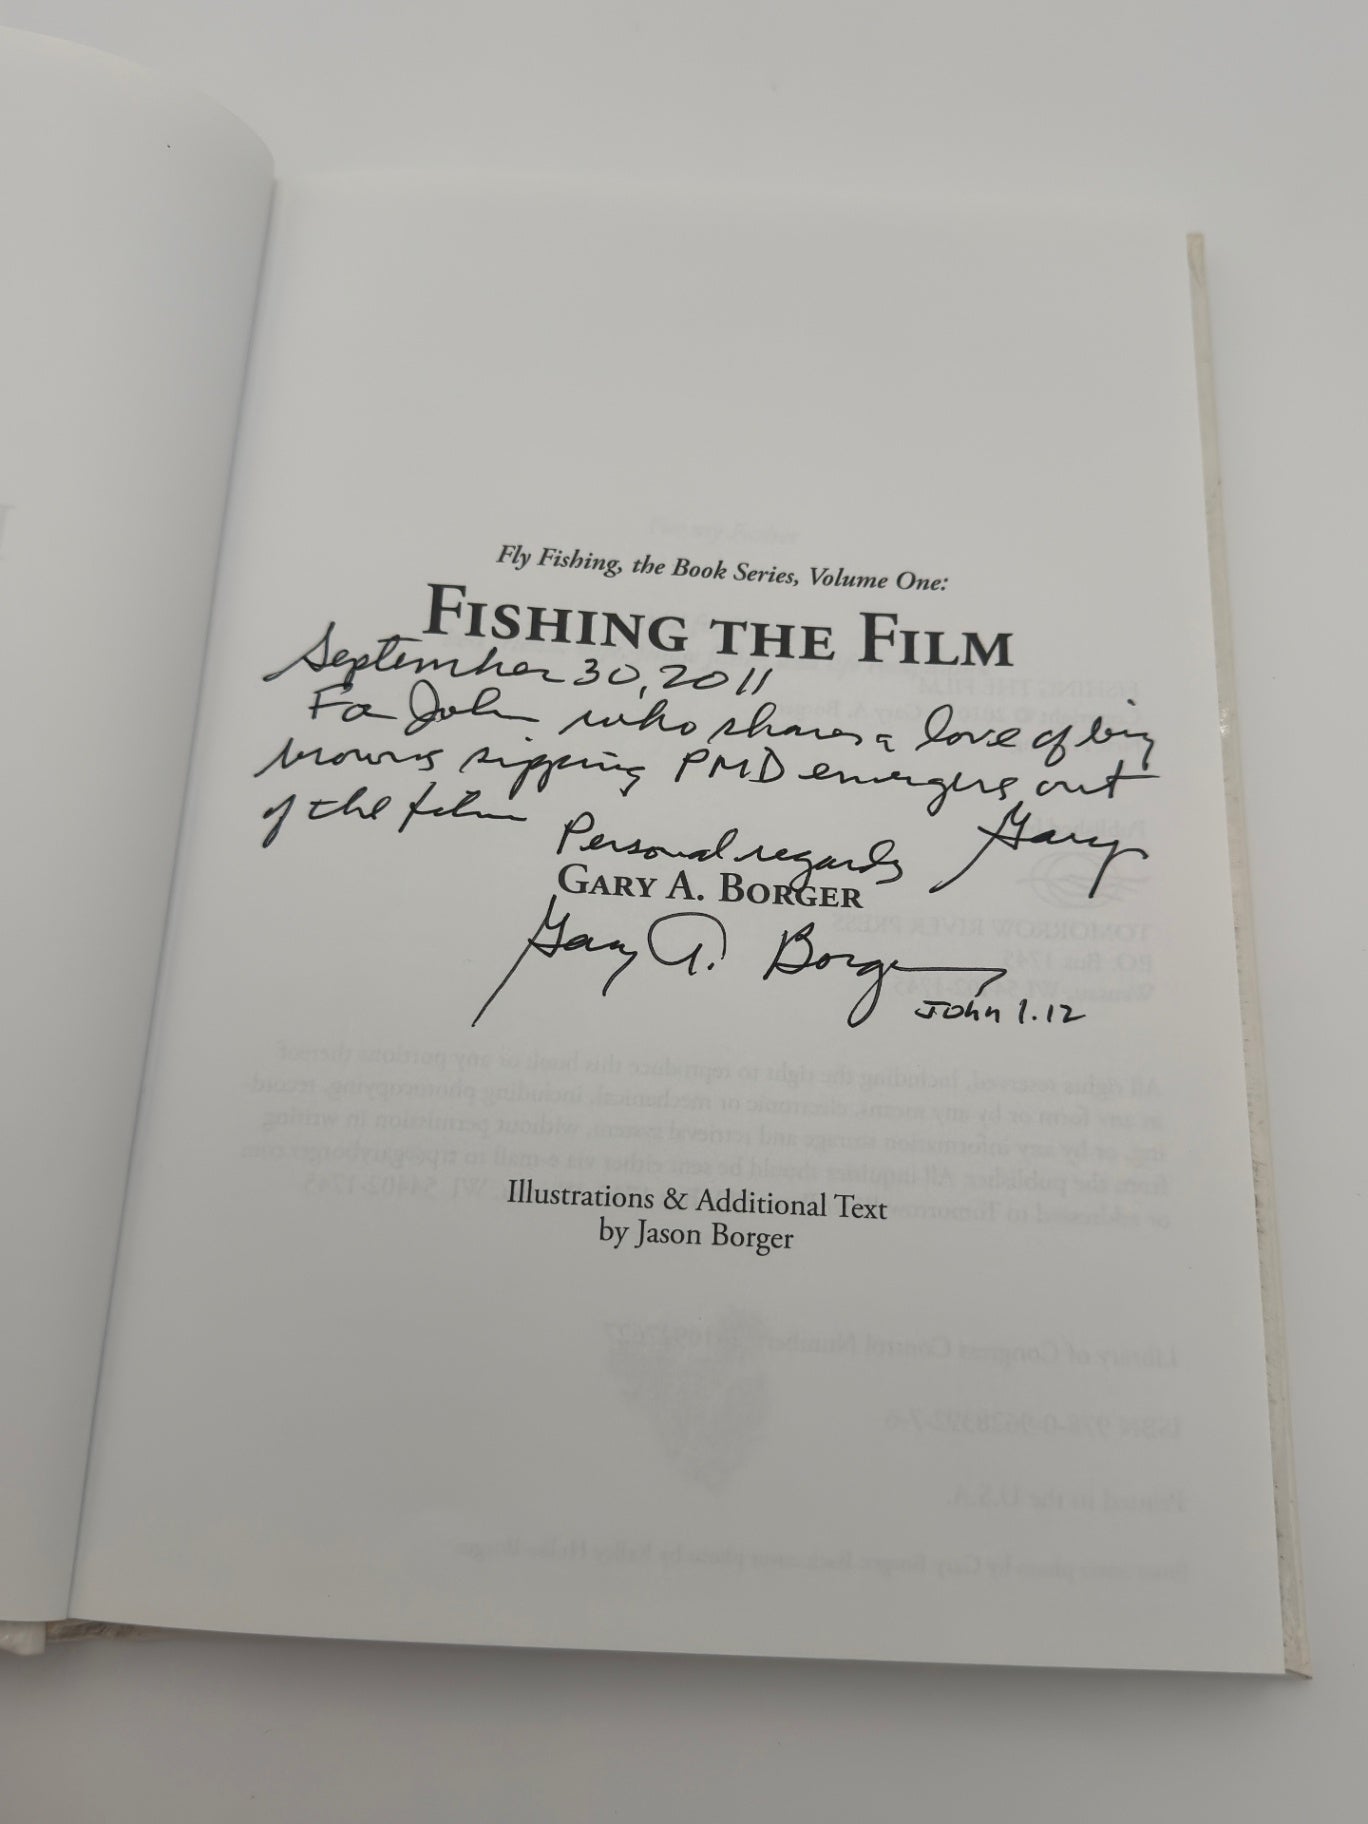 Fly Fishing, the Book Series, Volume One:
FISHING THE FILM
September 30, 2011
For John who shares a love of big
browns sipping PMD emergers out
of the film
Personal regards Gary
GARY A. BORGER
Gary A. Borger
John 1.12
Illustrations & Additional Text
by Jason Borger